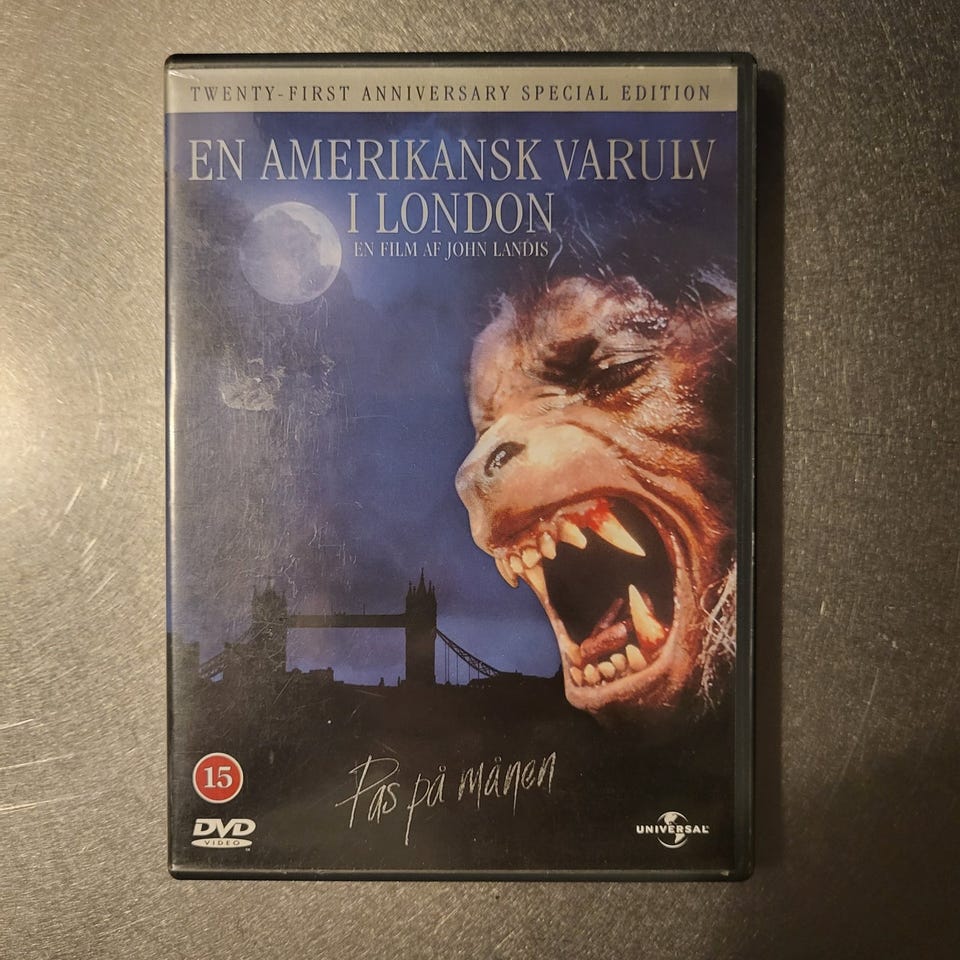 TWENTY-FIRST ANNIVERSARY SPECIAL EDITION
EN AMERIKANSK VARULV
I LONDON
EN FILM AF JOHN LANDIS
Pas på månen
15
DVD
VIDEO
UNIVERSAL